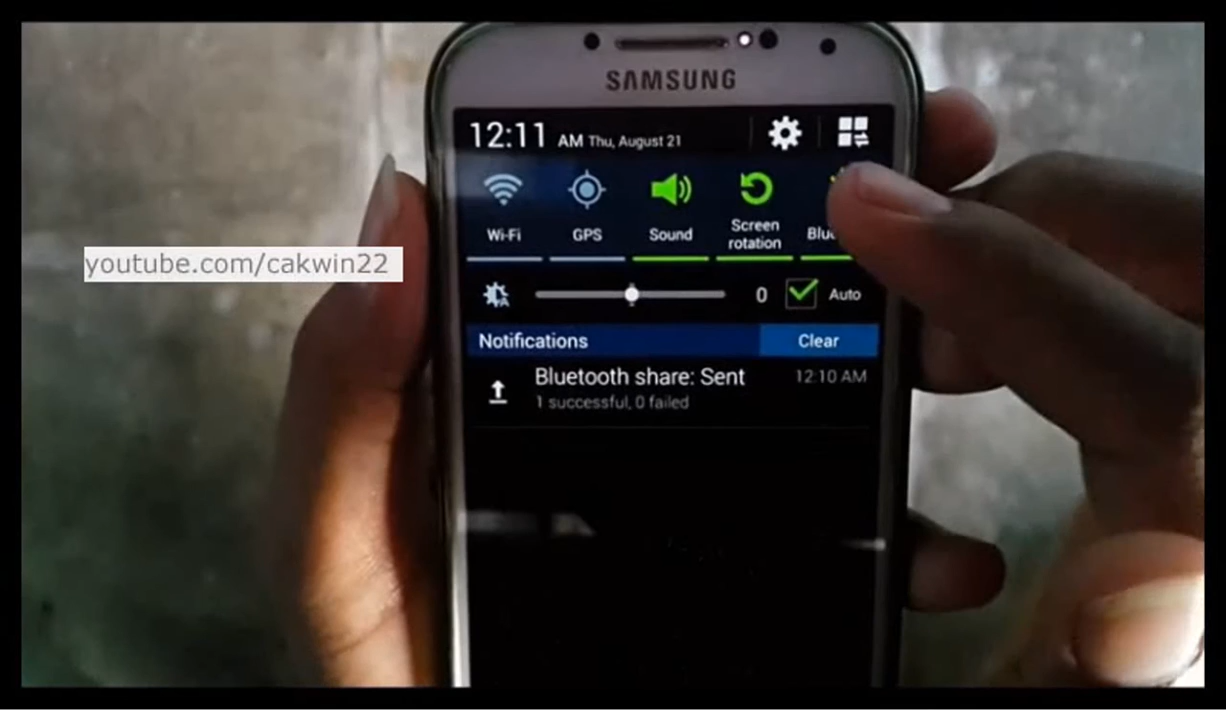 SAMSUNG
12:11 AM Thu, August 21
Wi-Fi GPS Sound Screen rotation
0 Auto
youtube.com/cakwin22
Notifications Clear
Bluetooth share: Sent 12:10 AM
1 successful, 0 failed